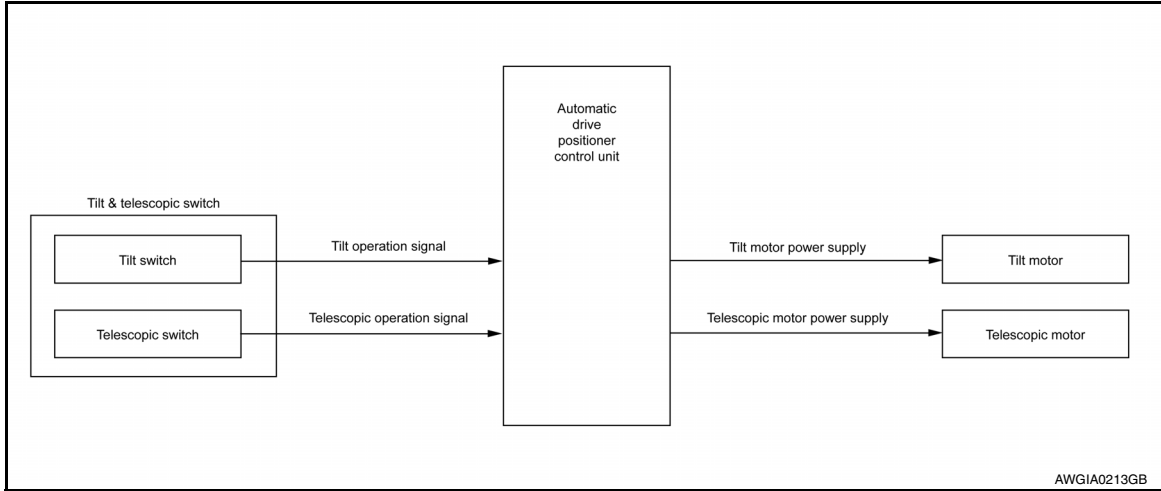 Automatic
drive
positioner
control unit
Tilt & telescopic switch
Tilt switch
Tilt operation signal
Tilt motor power supply
Tilt motor
Telescopic switch
Telescopic operation signal
Telescopic motor power supply
Telescopic motor
AWGIA0213GB